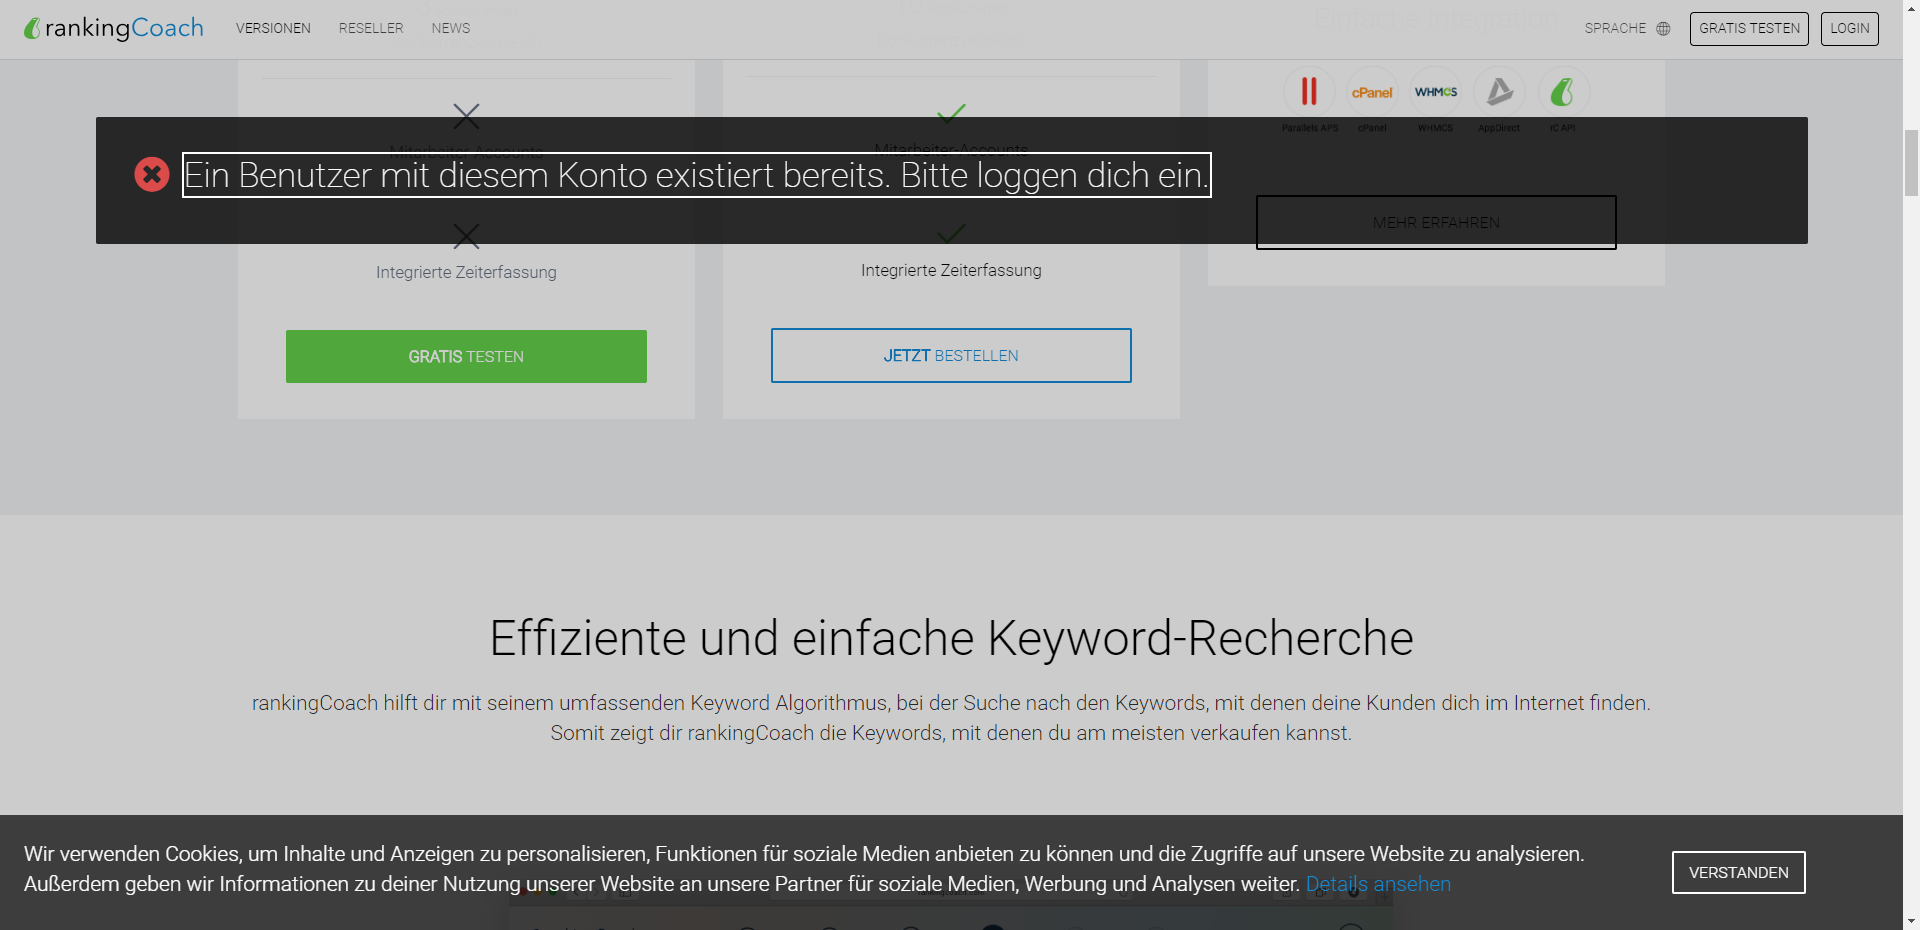 rankingCoach VERSIONEN RESELLER NEWS SPRACHE GRATIS TESTEN LOGIN
Einfache Integration
cPanel WHMCS
Parallels APS cPanel WHMCS AppDirect rC API
Mitarbeiter-Accounts Mitarbeiter-Accounts
Ein Benutzer mit diesem Konto existiert bereits. Bitte loggen dich ein.
MEHR ERFAHREN
Integrierte Zeiterfassung Integrierte Zeiterfassung
GRATIS TESTEN JETZT BESTELLEN
Effiziente und einfache Keyword-Recherche
rankingCoach hilft dir mit seinem umfassenden Keyword Algorithmus, bei der Suche nach den Keywords, mit denen deine Kunden dich im Internet finden.
Somit zeigt dir rankingCoach die Keywords, mit denen du am meisten verkaufen kannst.
Wir verwenden Cookies, um Inhalte und Anzeigen zu personalisieren, Funktionen für soziale Medien anbieten zu können und die Zugriffe auf unsere Website zu analysieren.
Außerdem geben wir Informationen zu deiner Nutzung unserer Website an unsere Partner für soziale Medien, Werbung und Analysen weiter. Details ansehen
VERSTANDEN